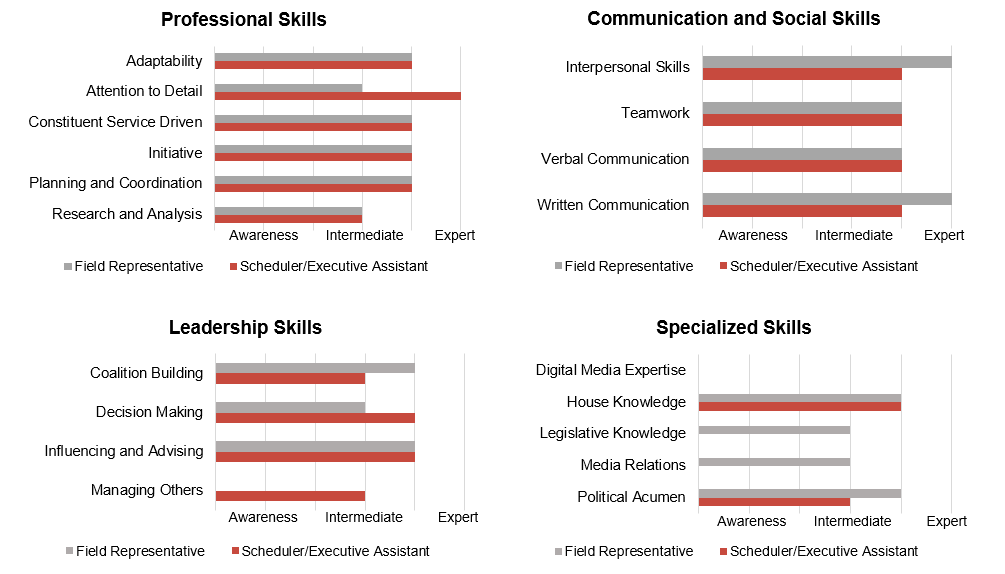 Professional Skills
Adaptability
Attention to Detail
Constituent Service Driven
Initiative
Planning and Coordination
Research and Analysis
Awareness Intermediate Expert
Field Representative Scheduler/Executive Assistant
Communication and Social Skills
Interpersonal Skills
Teamwork
Verbal Communication
Written Communication
Awareness Intermediate Expert
Field Representative Scheduler/Executive Assistant
Leadership Skills
Coalition Building
Decision Making
Influencing and Advising
Managing Others
Awareness Intermediate Expert
Field Representative Scheduler/Executive Assistant
Specialized Skills
Digital Media Expertise
House Knowledge
Legislative Knowledge
Media Relations
Political Acumen
Awareness Intermediate Expert
Field Representative Scheduler/Executive Assistant